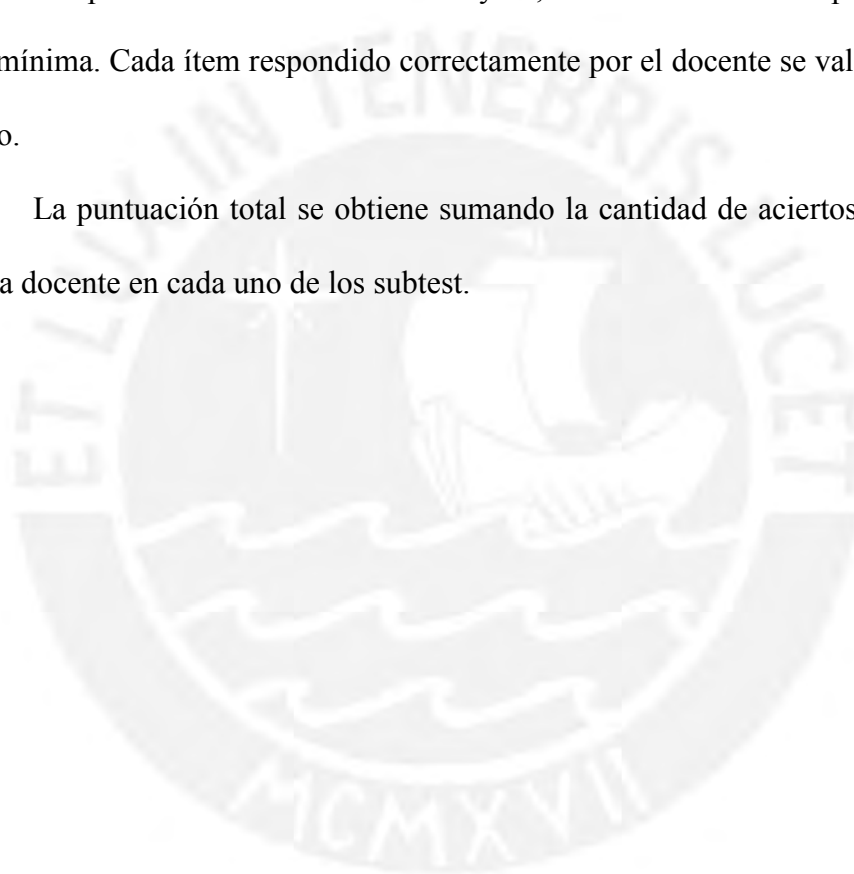 mínima. Cada ítem respondido correctamente por el docente se val
o.
La puntuación total se obtiene sumando la cantidad de aciertos
a docente en cada uno de los subtest.
ET LUX IN TENEBRIS LUCET
MCMXVII